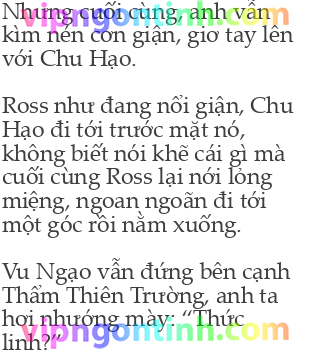 Nhưng cuối cùng, anh vẫn
kìm nén cơn giận, giơ tay lên
với Chu Hạo.
Ross như đang nổi giận, Chu
Hạo đi tới trước mặt nó,
không biết nói khẽ cái gì mà
cuối cùng Ross lại nới lỏng
miệng, ngoan ngoãn đi tới
một góc rồi nằm xuống.
Vu Ngạo vẫn đứng bên cạnh
Thẩm Thiên Trường, anh ta
hơi nhướng mày: “Thức
linh?”
vipngontinh.com
vipngontinh.com